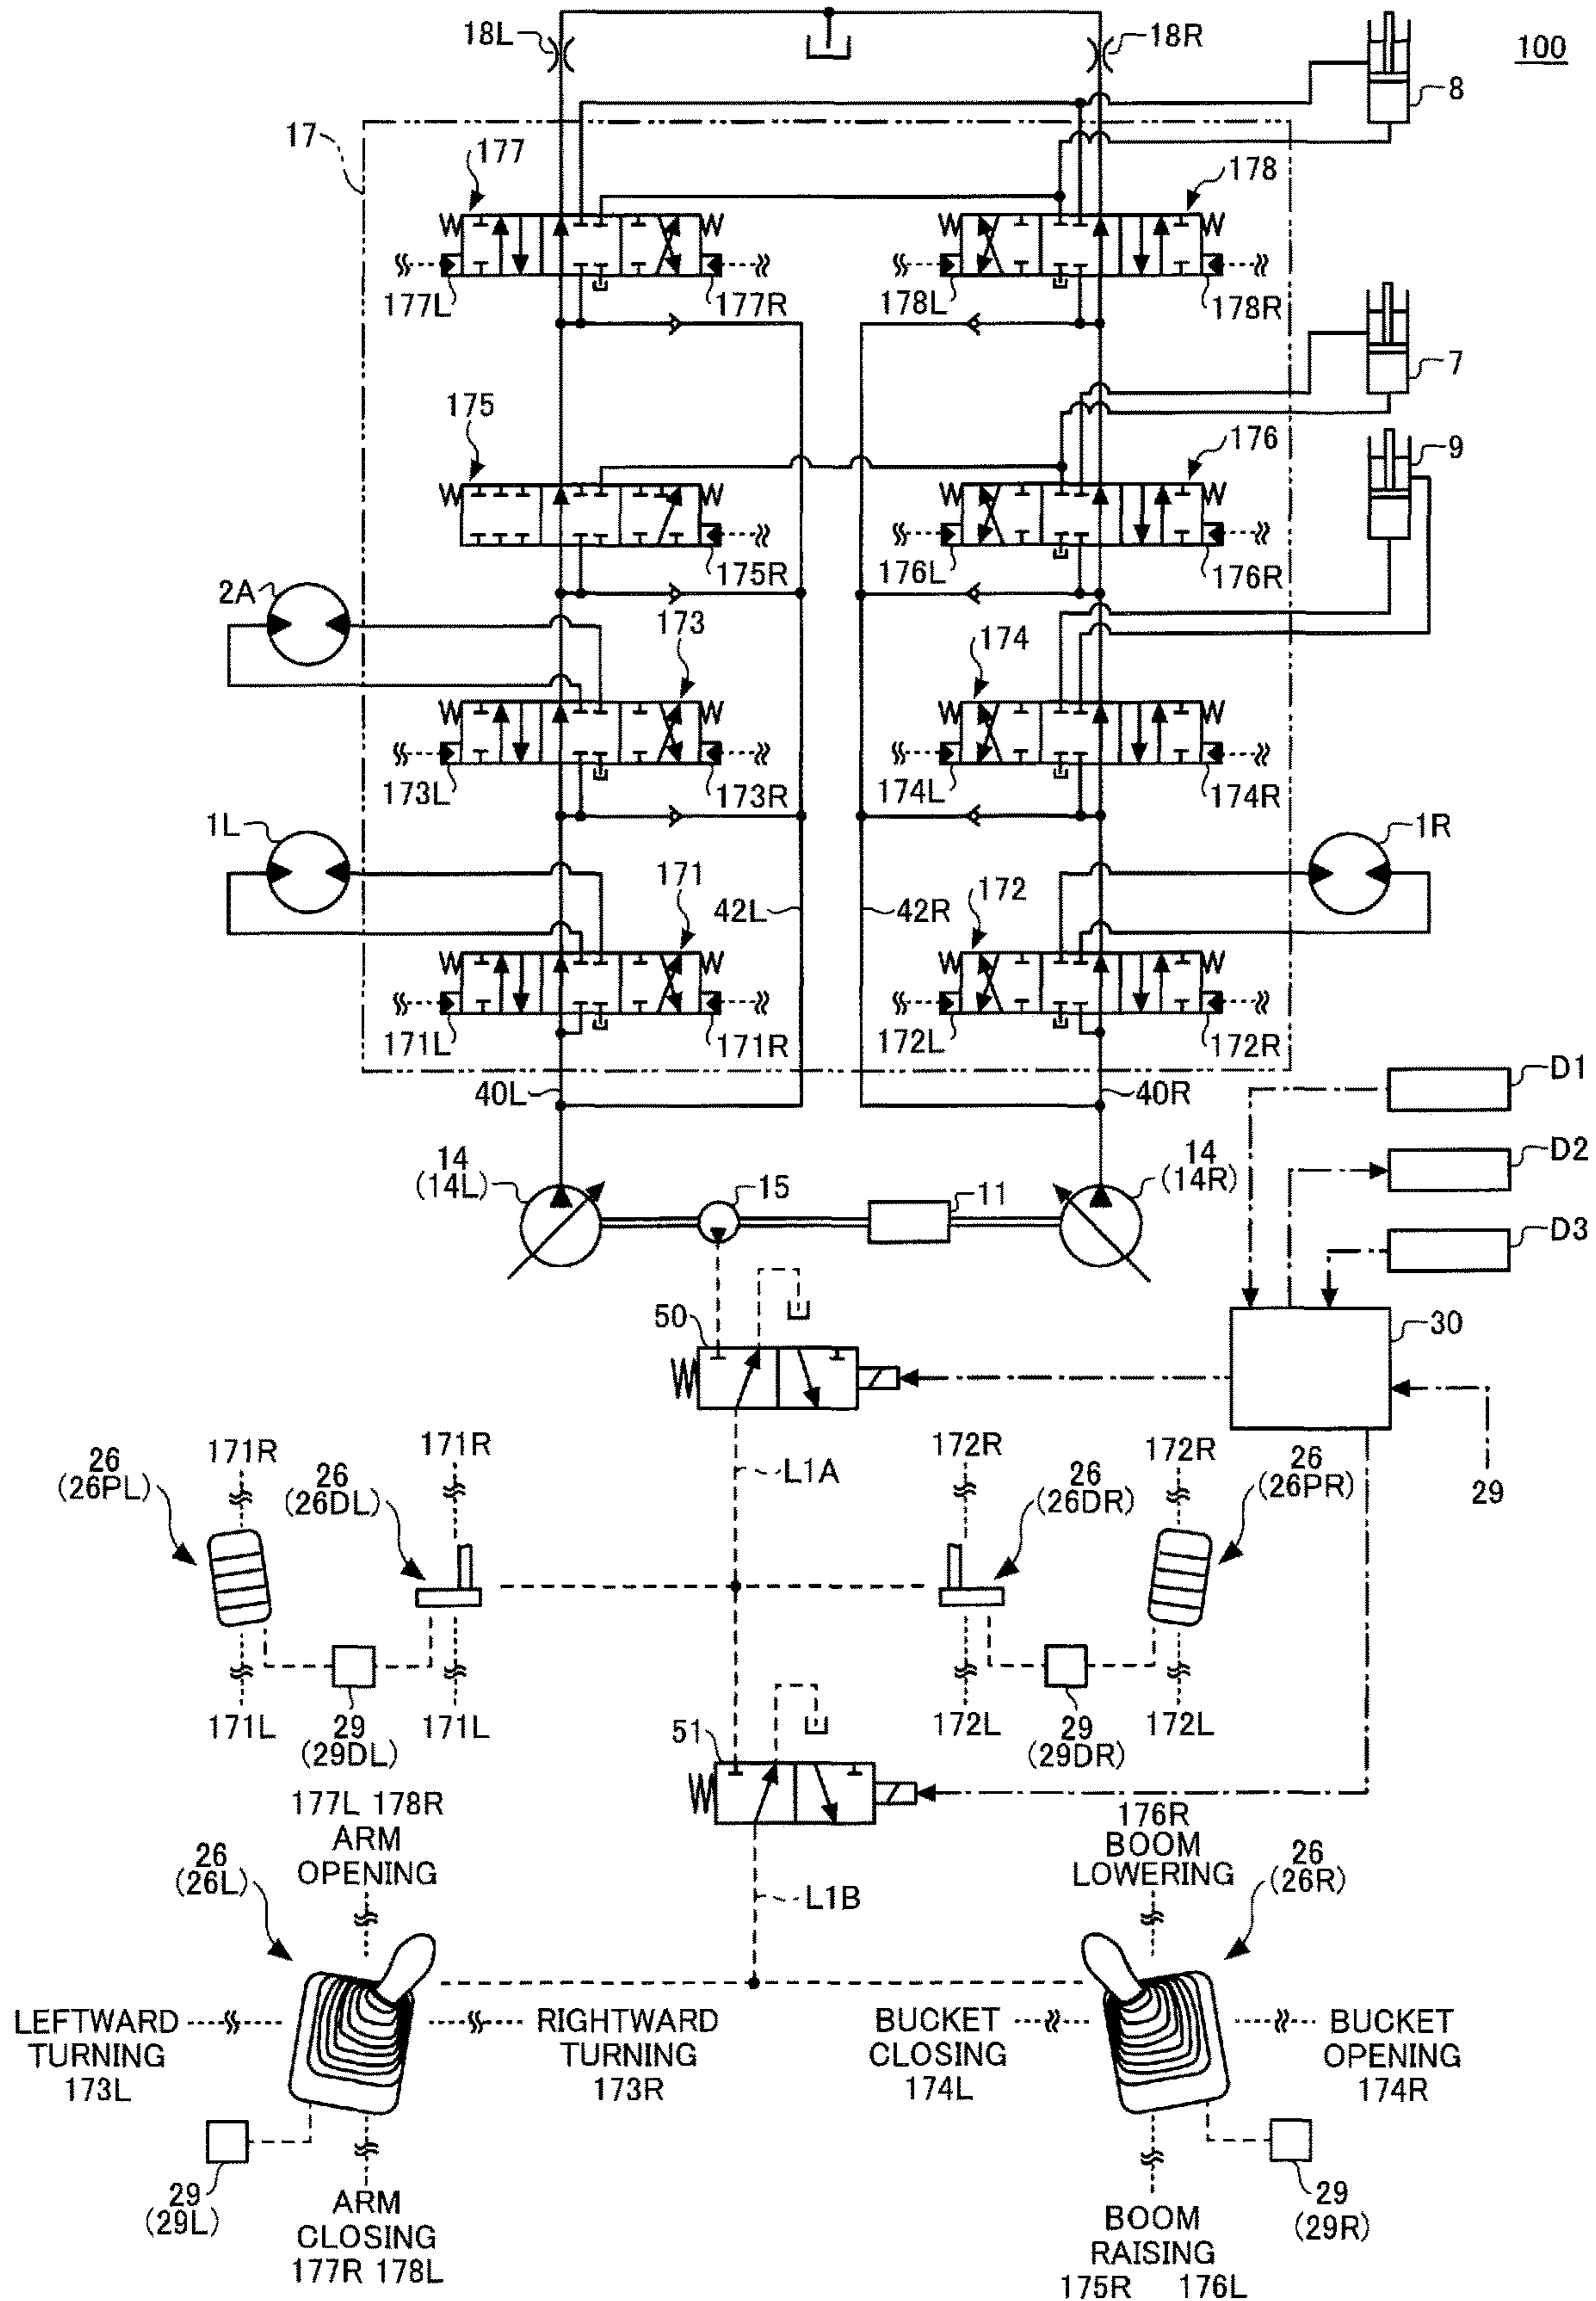 18L
18R
100
8
17
177
178
177L
177R
178L
178R
7
175
176
9
175R
176L
176R
2A
173
174
173L
173R
174L
174R
1L
1R
171
42L
42R
172
171L
171R
172L
172R
40L
40R
D1
14
(14L)
15
11
14
(14R)
D2
D3
50
30
26
(26PL)
171R
26
(26DL)
171R
L1A
172R
26
(26DR)
172R
26
(26PR)
29
171L
29
(29DL)
171L
51
172L
29
(29DR)
172L
177L 178R
ARM
OPENING
176R
BOOM
LOWERING
26
(26L)
L1B
26
(26R)
LEFTWARD
TURNING
173L
RIGHTWARD
TURNING
173R
BUCKET
CLOSING
174L
BUCKET
OPENING
174R
29
(29L)
ARM
CLOSING
177R 178L
BOOM
RAISING
175R 176L
29
(29R)